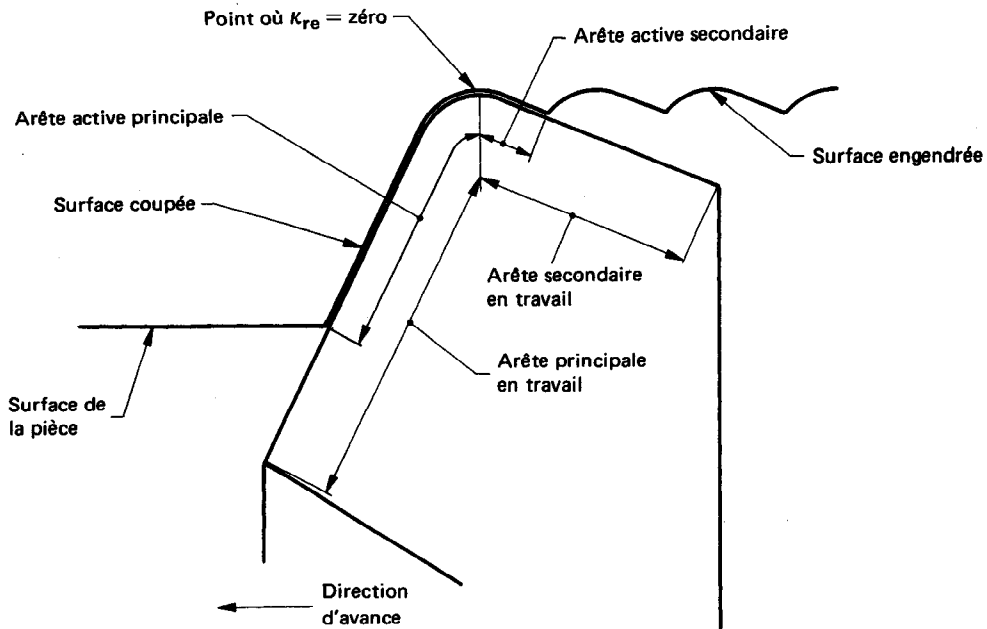 Point où κre = zéro
Arête active secondaire
Arête active principale
Surface engendrée
Surface coupée
Arête secondaire
en travail
Arête principale
en travail
Surface de
la pièce
Direction
d'avance